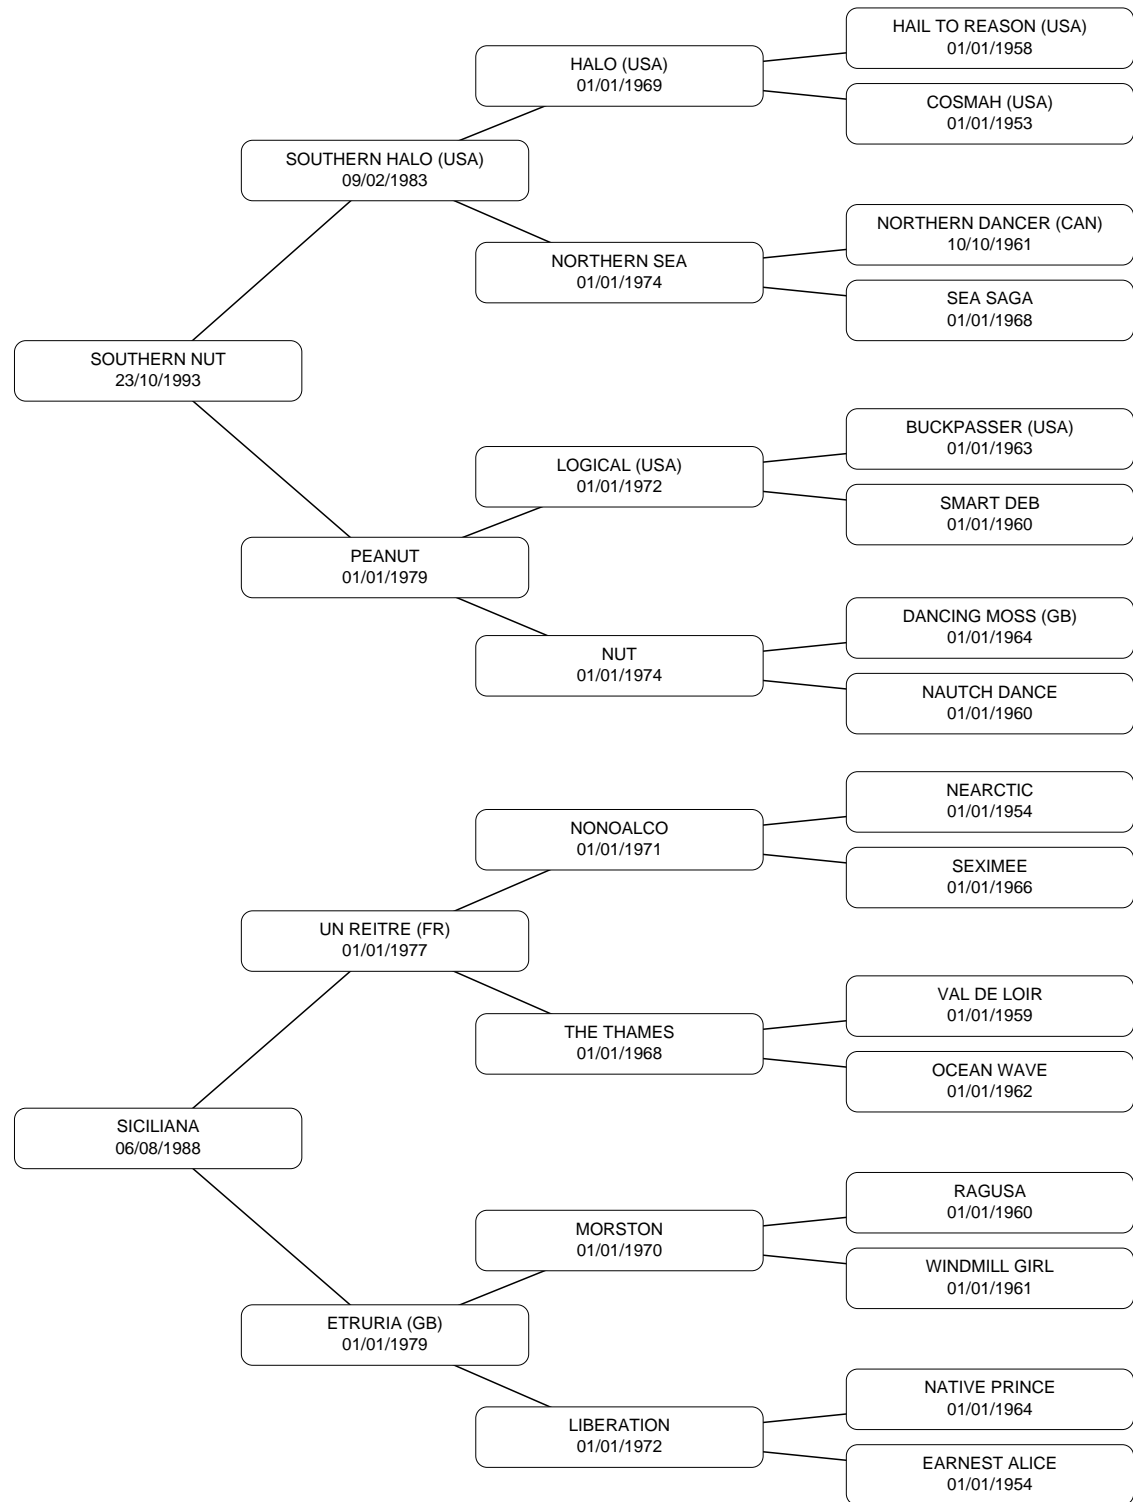 HAIL TO REASON (USA)
01/01/1958
HALO (USA)
01/01/1969
COSMAH (USA)
01/01/1953
SOUTHERN HALO (USA)
09/02/1983
NORTHERN DANCER (CAN)
10/10/1961
NORTHERN SEA
01/01/1974
SEA SAGA
01/01/1968
SOUTHERN NUT
23/10/1993
BUCKPASSER (USA)
01/01/1963
LOGICAL (USA)
01/01/1972
SMART DEB
01/01/1960
PEANUT
01/01/1979
DANCING MOSS (GB)
01/01/1964
NUT
01/01/1974
NAUTCH DANCE
01/01/1960
NEARCTIC
01/01/1954
NONOALCO
01/01/1971
SEXIMEE
01/01/1966
UN REITRE (FR)
01/01/1977
VAL DE LOIR
01/01/1959
THE THAMES
01/01/1968
OCEAN WAVE
01/01/1962
SICILIANA
06/08/1988
RAGUSA
01/01/1960
MORSTON
01/01/1970
WINDMILL GIRL
01/01/1961
ETRURIA (GB)
01/01/1979
NATIVE PRINCE
01/01/1964
LIBERATION
01/01/1972
EARNEST ALICE
01/01/1954